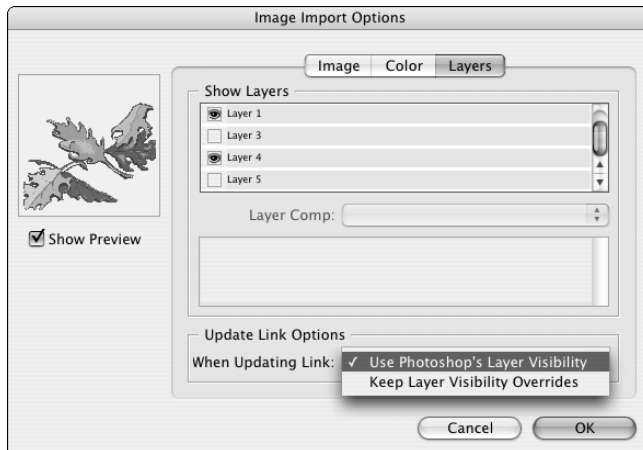 Image Import Options
Image Color Layers
Show Layers
Layer 1
Layer 3
Layer 4
Layer 5
Layer Comp:
Show Preview
Update Link Options
When Updating Link: ✓ Use Photoshop's Layer Visibility
Keep Layer Visibility Overrides
Cancel OK